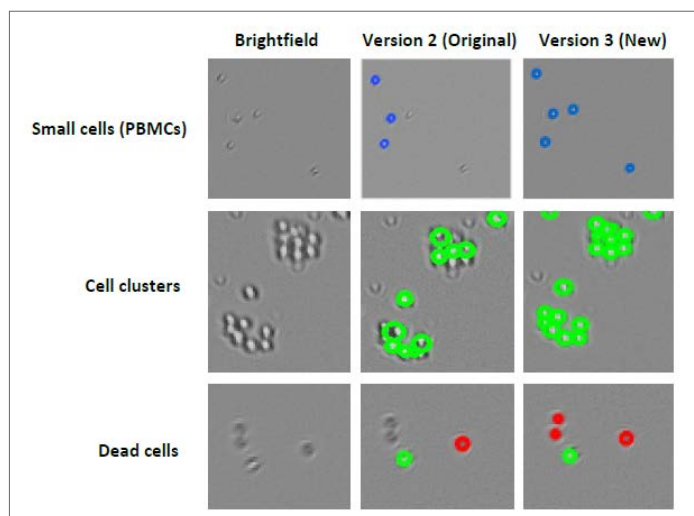 Brightfield Version 2 (Original) Version 3 (New)
Small cells (PBMCs)
Cell clusters
Dead cells